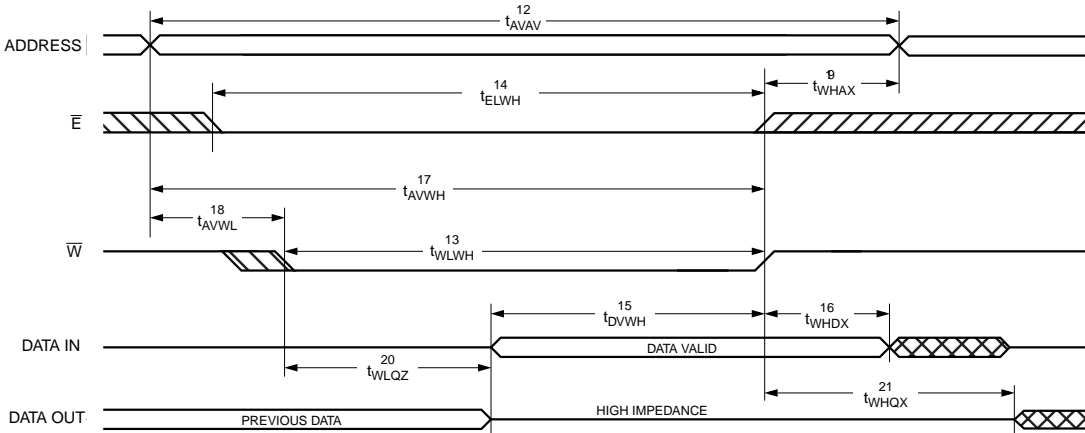 12
tAVAV
ADDRESS
14
tELWH
19
tWHAX
E
17
tAVWH
18
tAVWL
13
tWLWH
W
15
tDVWH
16
tWHDX
DATA IN
DATA VALID
20
tWLQZ
21
tWHQX
DATA OUT
PREVIOUS DATA
HIGH IMPEDANCE